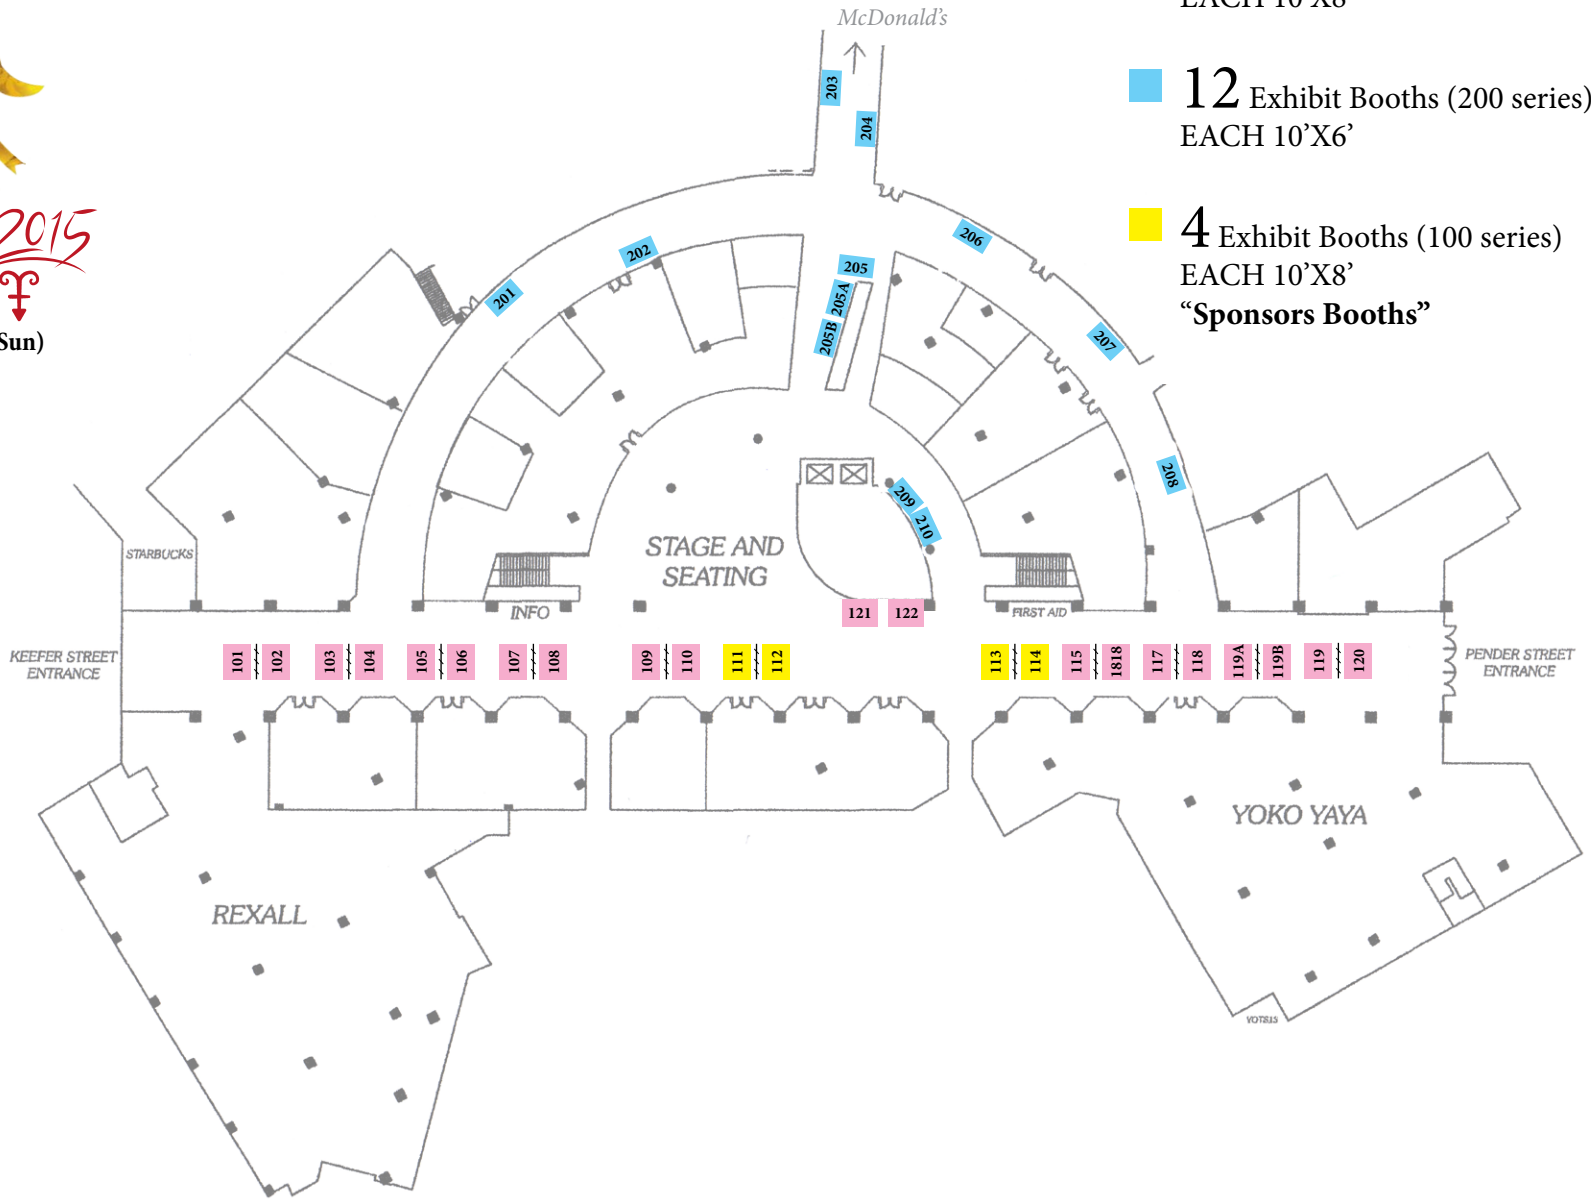 McDonald's
EACH 10'X8'
12 Exhibit Booths (200 series)
EACH 10'X6'
4 Exhibit Booths (100 series)
EACH 10'X8'
“Sponsors Booths”
2015
Sun)
203
204
202
201
205
205A
205B
206
207
208
209
210
STARBUCKS
STAGE AND
SEATING
INFO
FIRST AID
121 122
KEEFER STREET
ENTRANCE
101 102 103 104 105 106 107 108 109 110 111 112 113 114 115 1818 117 118 119A 119B 119 120
PENDER STREET
ENTRANCE
YOKO YAYA
REXALL